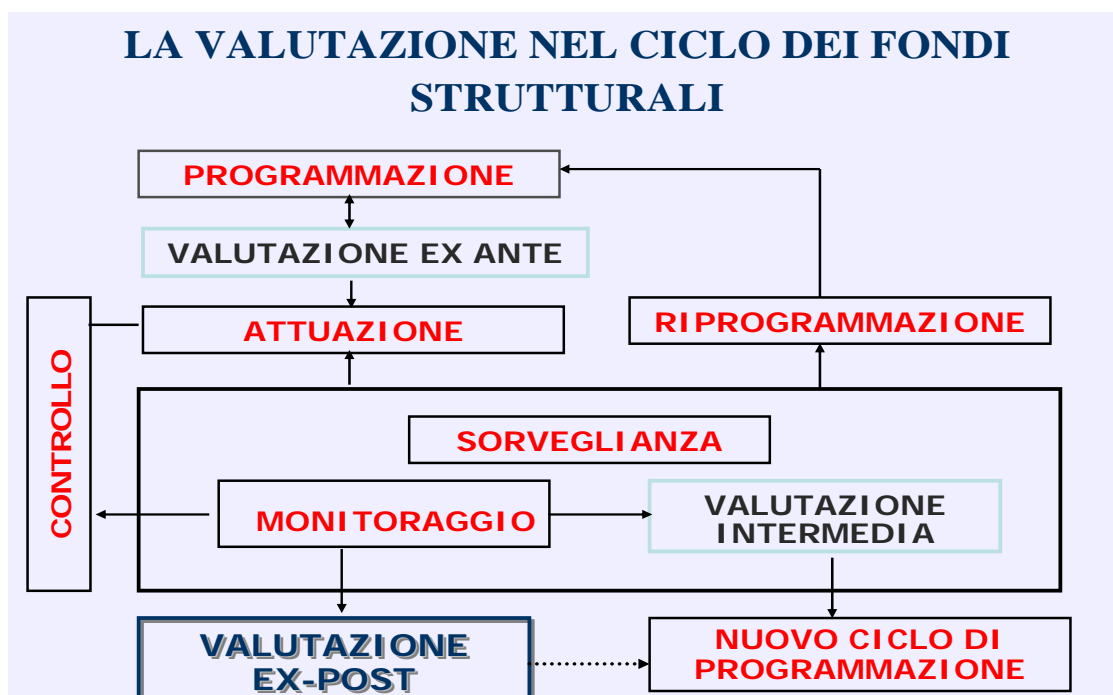 LA VALUTAZIONE NEL CICLO DEI FONDI
STRUTTURALI
PROGRAMMAZIONE
VALUTAZIONE EX ANTE
ATTUAZIONE
RIPROGRAMMAZIONE
CONTROLLO
SORVEGLIANZA
MONITORAGGIO
VALUTAZIONE
INTERMEDIA
VALUTAZIONE
EX-POST
NUOVO CICLO DI
PROGRAMMAZIONE